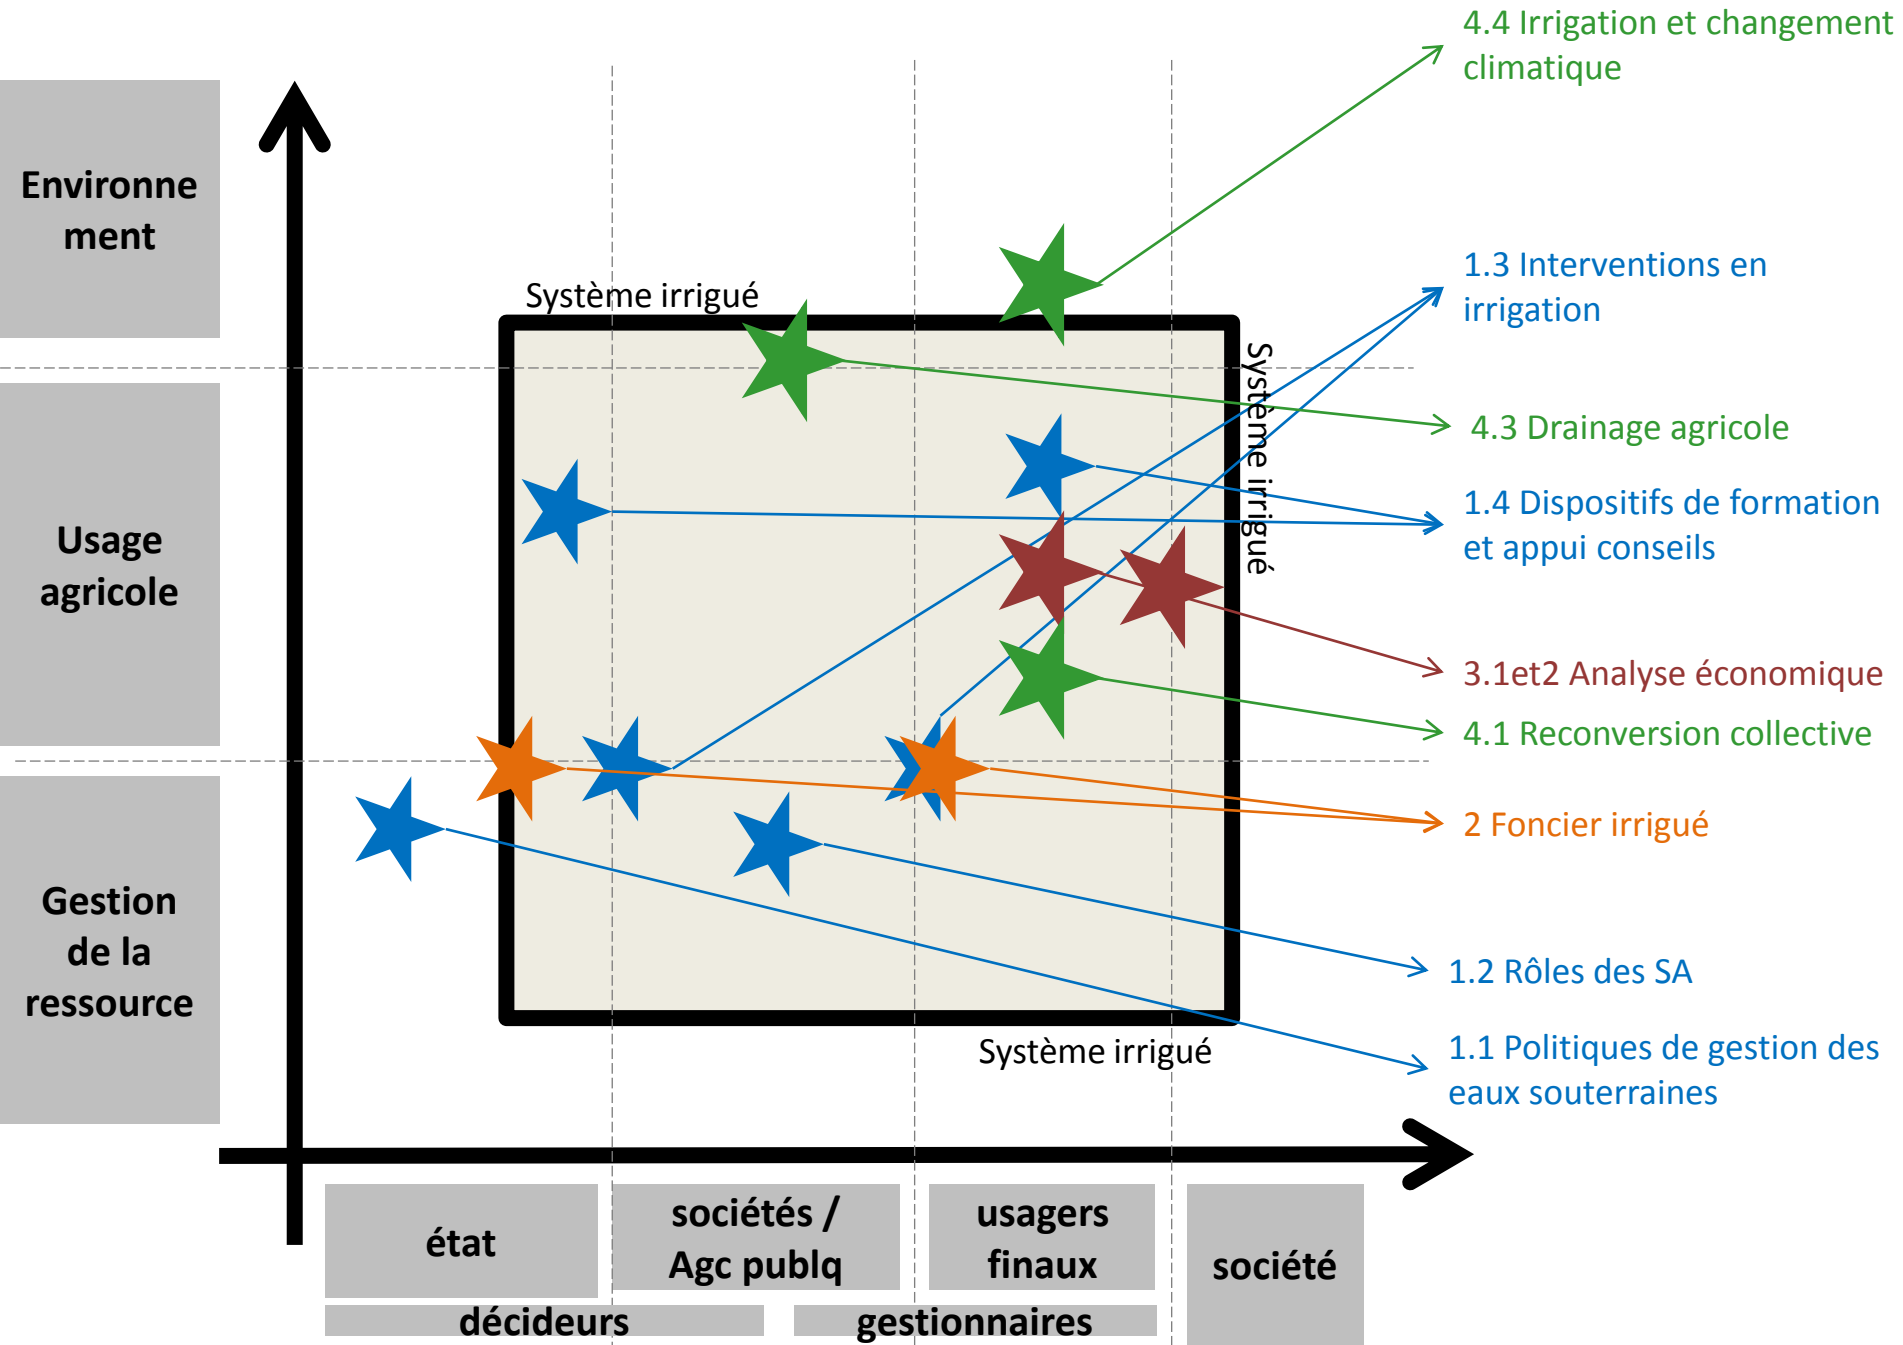 4.4 Irrigation et changement
climatique
Environne
ment
1.3 Interventions en
irrigation
Système irrigué
Système irrigué
4.3 Drainage agricole
Usage
agricole
1.4 Dispositifs de formation
et appui conseils
3.1et2 Analyse économique
4.1 Reconversion collective
2 Foncier irrigué
Gestion
de la
ressource
1.2 Rôles des SA
Système irrigué
1.1 Politiques de gestion des
eaux souterraines
état
sociétés /
Agc publq
usagers
finaux
société
décideurs
gestionnaires